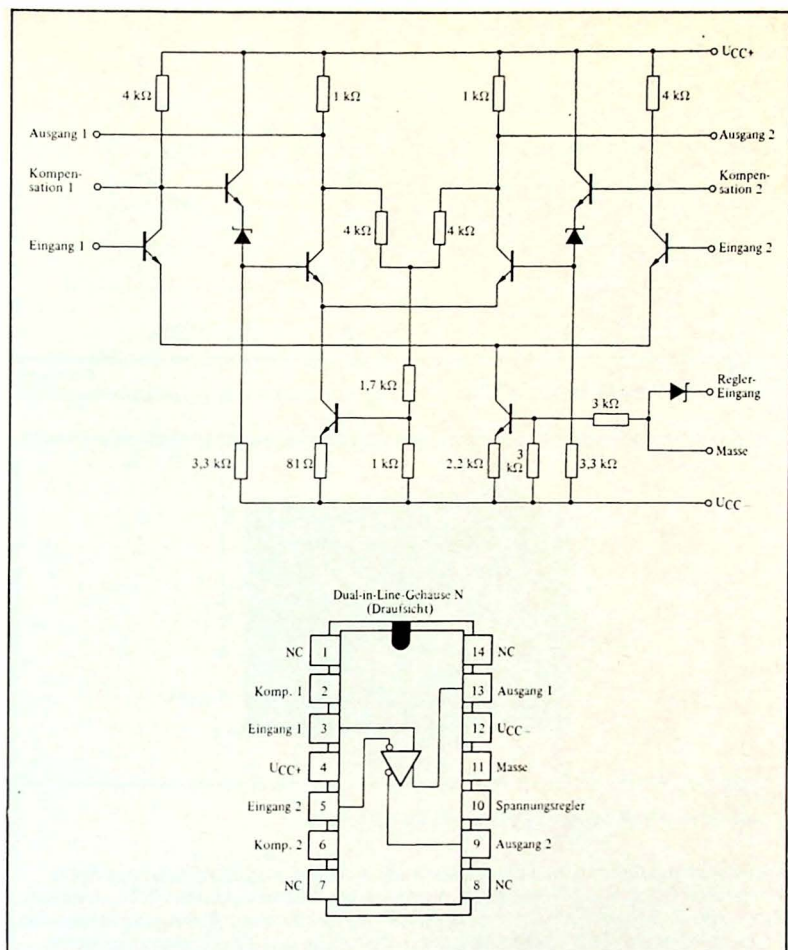 UCC+
4 kΩ
1 kΩ
1 kΩ
4 kΩ
Ausgang 1
Ausgang 2
Kompen-
sation 1
Kompen-
sation 2
4 kΩ
4 kΩ
Eingang 1
Eingang 2
1,7 kΩ
Regler-
Eingang
3 kΩ
Masse
3,3 kΩ
81 Ω
1 kΩ
2,2 kΩ
3
kΩ
3,3 kΩ
UCC-
Dual-in-Line-Gehause N
(Draufsicht)
NC 1 14 NC
Komp. 1 2 13 Ausgang 1
Eingang 1 3 12 UCC-
UCC+ 4 11 Masse
Eingang 2 5 10 Spannungsregler
Komp. 2 6 9 Ausgang 2
NC 7 8 NC